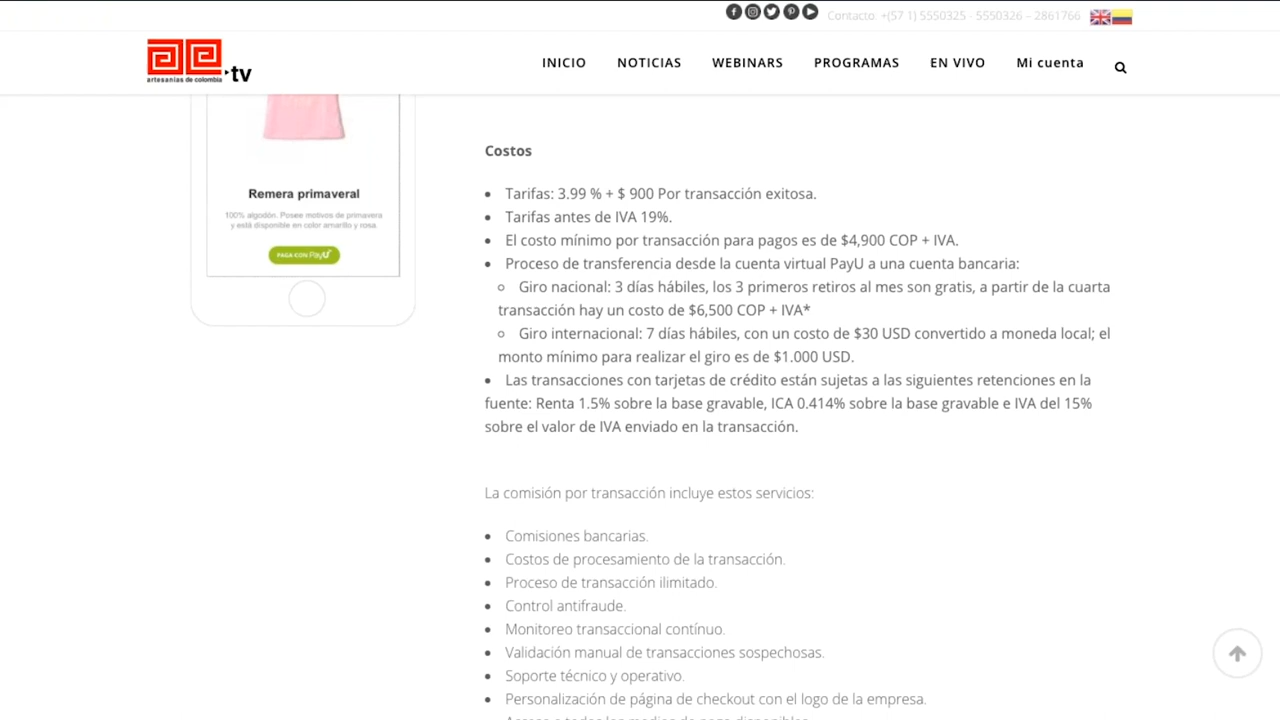 Contacto. +(57 1) 5550325 - 5550326 – 2861766
artesanías de colombia tv
INICIO NOTICIAS WEBINARS PROGRAMAS EN VIVO Mi cuenta
Remera primaveral
100% algodón. Posee motivos de primavera
y está disponible en color amarillo y rosa.
PAGA CON PayU
Costos
• Tarifas: 3.99 % + $ 900 Por transacción exitosa.
• Tarifas antes de IVA 19%.
• El costo mínimo por transacción para pagos es de $4,900 COP + IVA.
• Proceso de transferencia desde la cuenta virtual PayU a una cuenta bancaria:
○ Giro nacional: 3 días hábiles, los 3 primeros retiros al mes son gratis, a partir de la cuarta
transacción hay un costo de $6,500 COP + IVA*
○ Giro internacional: 7 días hábiles, con un costo de $30 USD convertido a moneda local; el
monto mínimo para realizar el giro es de $1.000 USD.
• Las transacciones con tarjetas de crédito están sujetas a las siguientes retenciones en la
fuente: Renta 1.5% sobre la base gravable, ICA 0.414% sobre la base gravable e IVA del 15%
sobre el valor de IVA enviado en la transacción.
La comisión por transacción incluye estos servicios:
• Comisiones bancarias.
• Costos de procesamiento de la transacción.
• Proceso de transacción ilimitado.
• Control antifraude.
• Monitoreo transaccional contínuo.
• Validación manual de transacciones sospechosas.
• Soporte técnico y operativo.
• Personalización de página de checkout con el logo de la empresa.